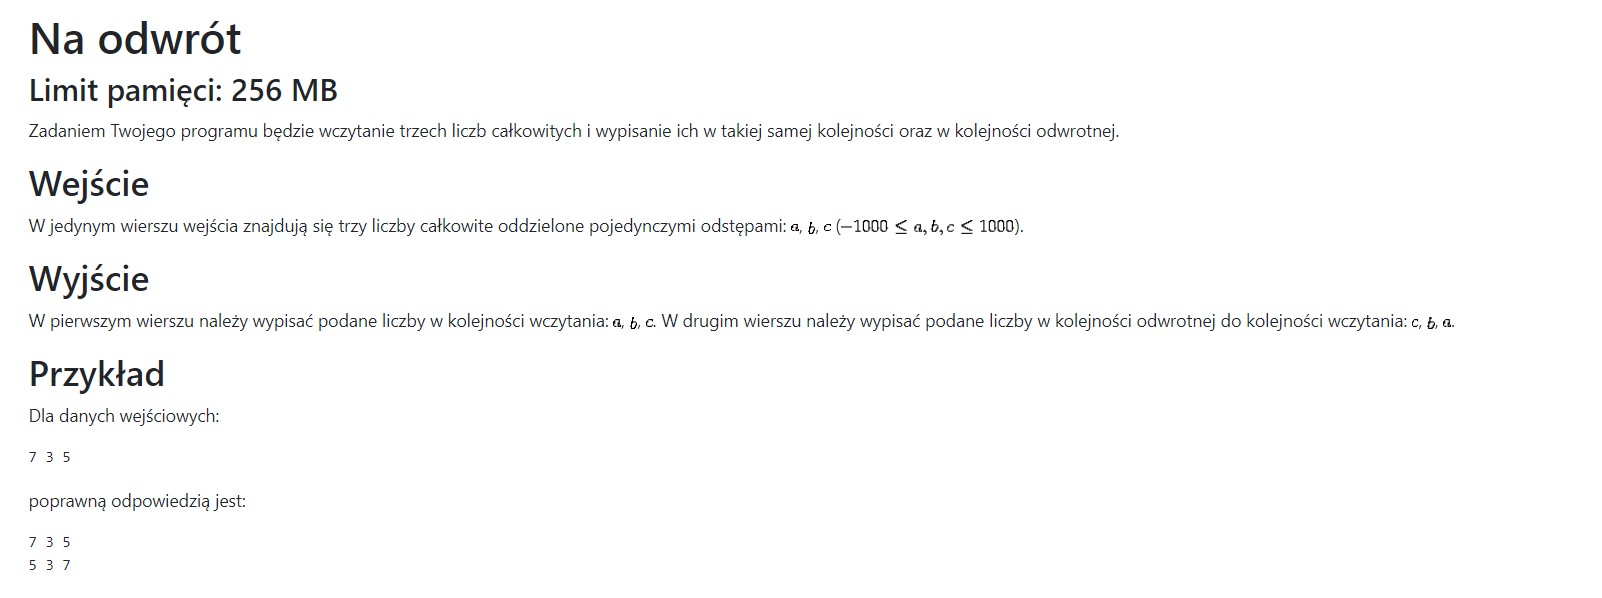 Na odwrót
Limit pamięci: 256 MB
Zadaniem Twojego programu będzie wczytanie trzech liczb całkowitych i wypisanie ich w takiej samej kolejności oraz w kolejności odwrotnej.
Wejście
W jedynym wierszu wejścia znajdują się trzy liczby całkowite oddzielone pojedynczymi odstępami: a, b, c (−1000 ≤ a, b, c ≤ 1000).
Wyjście
W pierwszym wierszu należy wypisać podane liczby w kolejności wczytania: a, b, c. W drugim wierszu należy wypisać podane liczby w kolejności odwrotnej do kolejności wczytania: c, b, a.
Przykład
Dla danych wejściowych:
7 3 5
poprawną odpowiedzią jest:
7 3 5
5 3 7